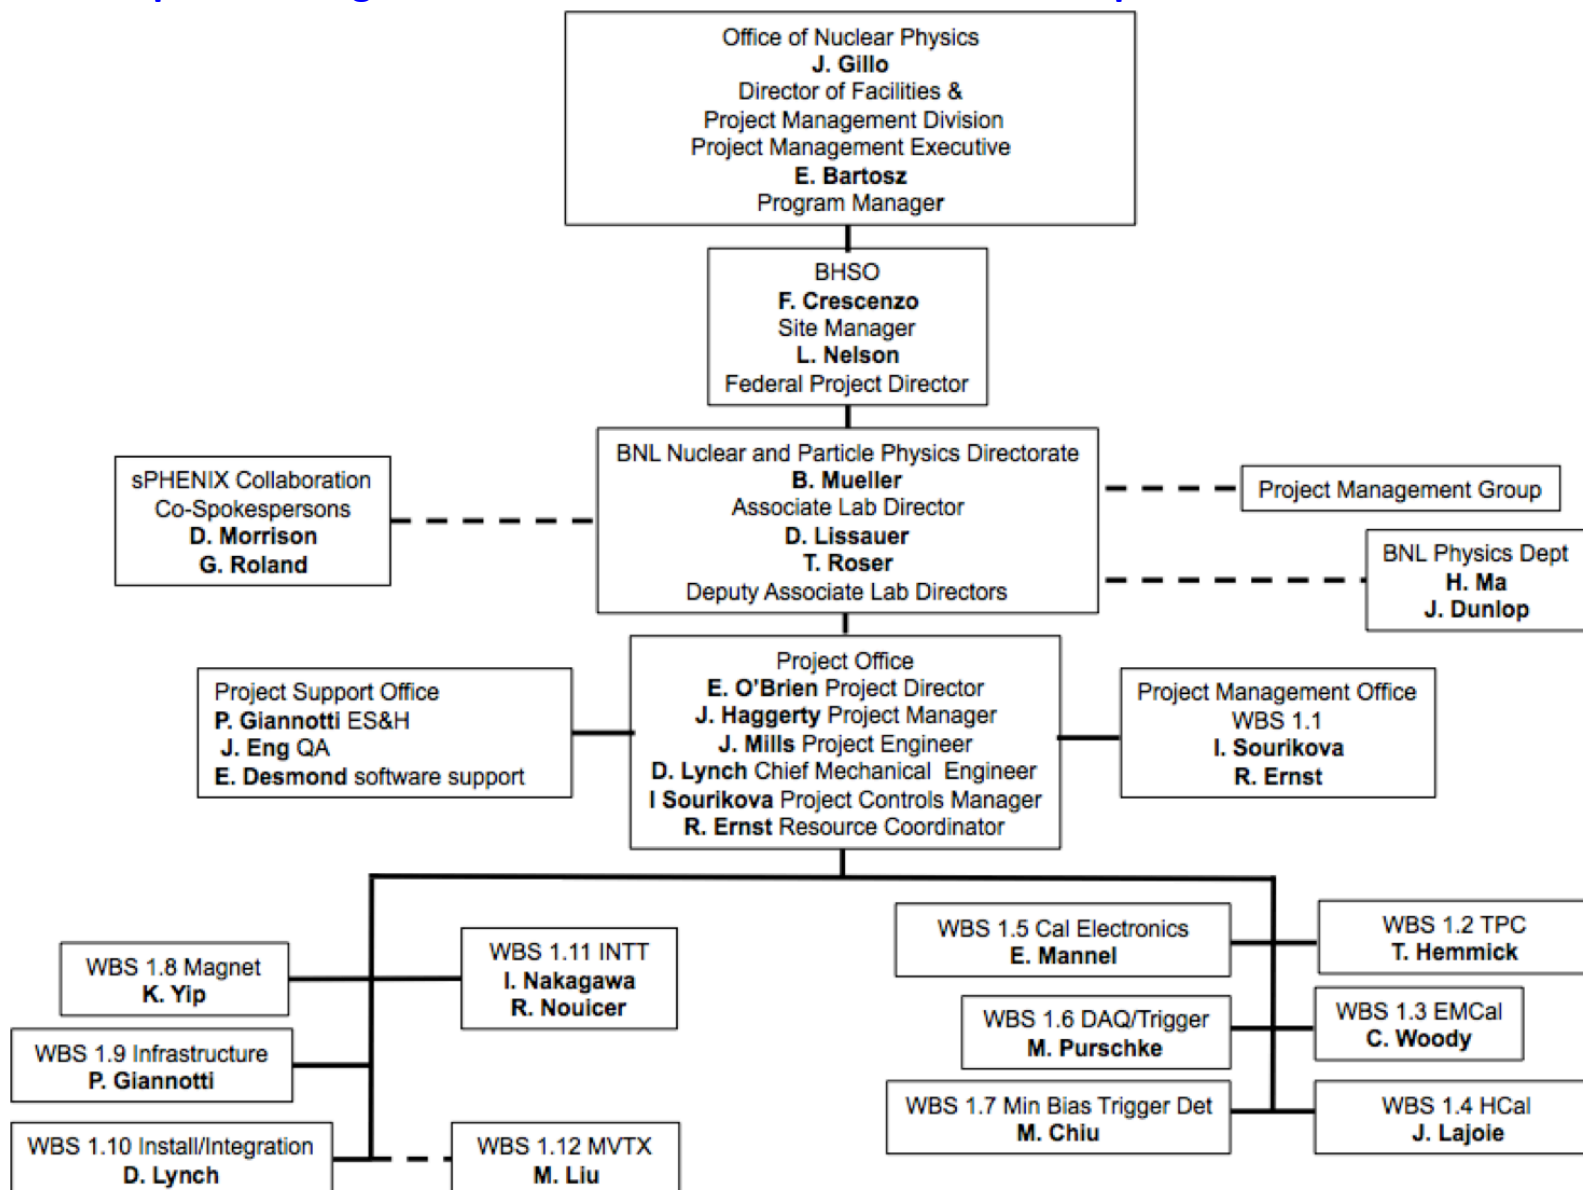 Office of Nuclear Physics
J. Gillo
Director of Facilities &
Project Management Division
Project Management Executive
E. Bartosz
Program Manager
BHSO
F. Crescenzo
Site Manager
L. Nelson
Federal Project Director
sPHENIX Collaboration
Co-Spokespersons
D. Morrison
G. Roland
BNL Nuclear and Particle Physics Directorate
B. Mueller
Associate Lab Director
D. Lissauer
T. Roser
Deputy Associate Lab Directors
Project Management Group
BNL Physics Dept
H. Ma
J. Dunlop
Project Support Office
P. Giannotti ES&H
J. Eng QA
E. Desmond software support
Project Office
E. O'Brien Project Director
J. Haggerty Project Manager
J. Mills Project Engineer
D. Lynch Chief Mechanical Engineer
I Sourikova Project Controls Manager
R. Ernst Resource Coordinator
Project Management Office
WBS 1.1
I. Sourikova
R. Ernst
WBS 1.8 Magnet
K. Yip
WBS 1.11 INTT
I. Nakagawa
R. Nouicer
WBS 1.9 Infrastructure
P. Giannotti
WBS 1.10 Install/Integration
D. Lynch
WBS 1.12 MVTX
M. Liu
WBS 1.5 Cal Electronics
E. Mannel
WBS 1.2 TPC
T. Hemmick
WBS 1.6 DAQ/Trigger
M. Purschke
WBS 1.3 EMCal
C. Woody
WBS 1.7 Min Bias Trigger Det
M. Chiu
WBS 1.4 HCal
J. Lajoie